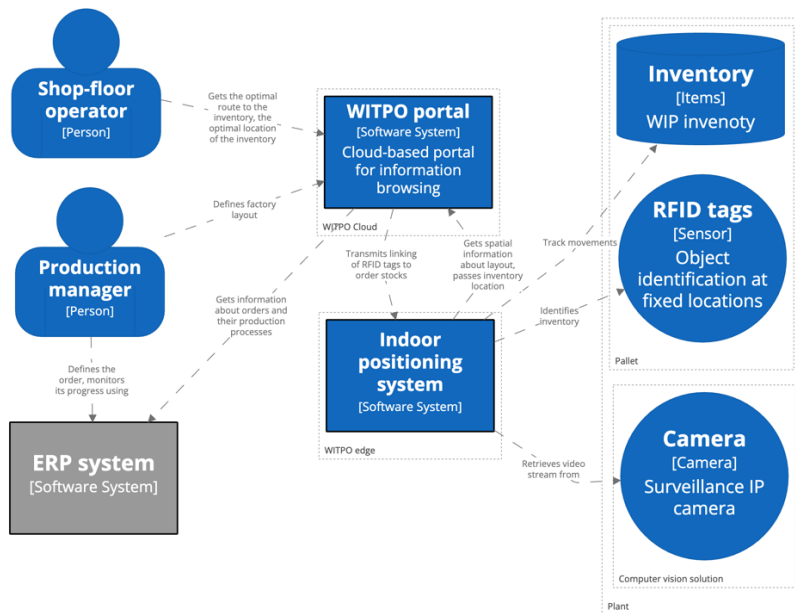 Shop-floor
operator
[Person]
Gets the optimal
route to the
inventory, the
optimal location
of the inventory
WITPO portal
[Software System]
Cloud-based portal
for information
browsing
WITPO Cloud
Inventory
[Items]
WIP invenoty
RFID tags
[Sensor]
Object
identification at
fixed locations
Pallet
Production
manager
[Person]
Defines factory
layout
Transmits linking
of RFID tags to
order stocks
Gets spatial
information
about layout,
passes inventory
location
Track movements
Gets information
about orders and
their production
processes
Identifies
inventory
Indoor
positioning
system
[Software System]
WITPO edge
Defines the
order, monitors
its progress using
ERP system
[Software System]
Retrieves video
stream from
Camera
[Camera]
Surveillance IP
camera
Computer vision solution
Plant